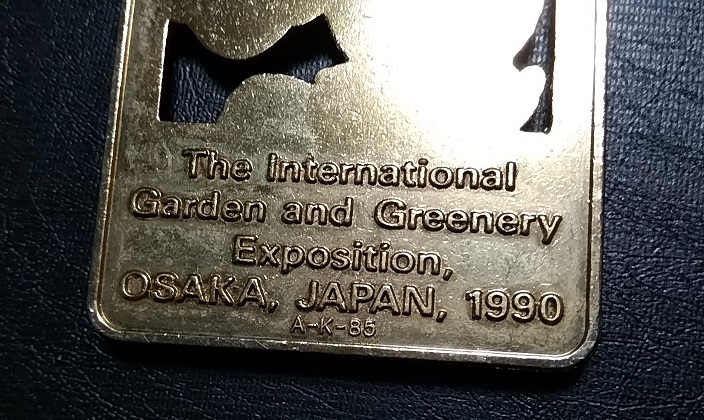 The International
Garden and Greenery
Exposition,
OSAKA, JAPAN, 1990
A-K-85